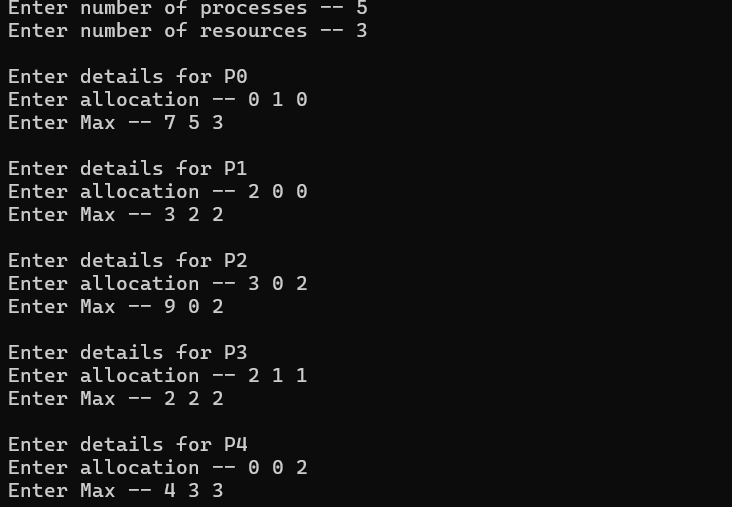 Enter number of processes -- 5
Enter number of resources -- 3
Enter details for P0
Enter allocation -- 0 1 0
Enter Max -- 7 5 3
Enter details for P1
Enter allocation -- 2 0 0
Enter Max -- 3 2 2
Enter details for P2
Enter allocation -- 3 0 2
Enter Max -- 9 0 2
Enter details for P3
Enter allocation -- 2 1 1
Enter Max -- 2 2 2
Enter details for P4
Enter allocation -- 0 0 2
Enter Max -- 4 3 3